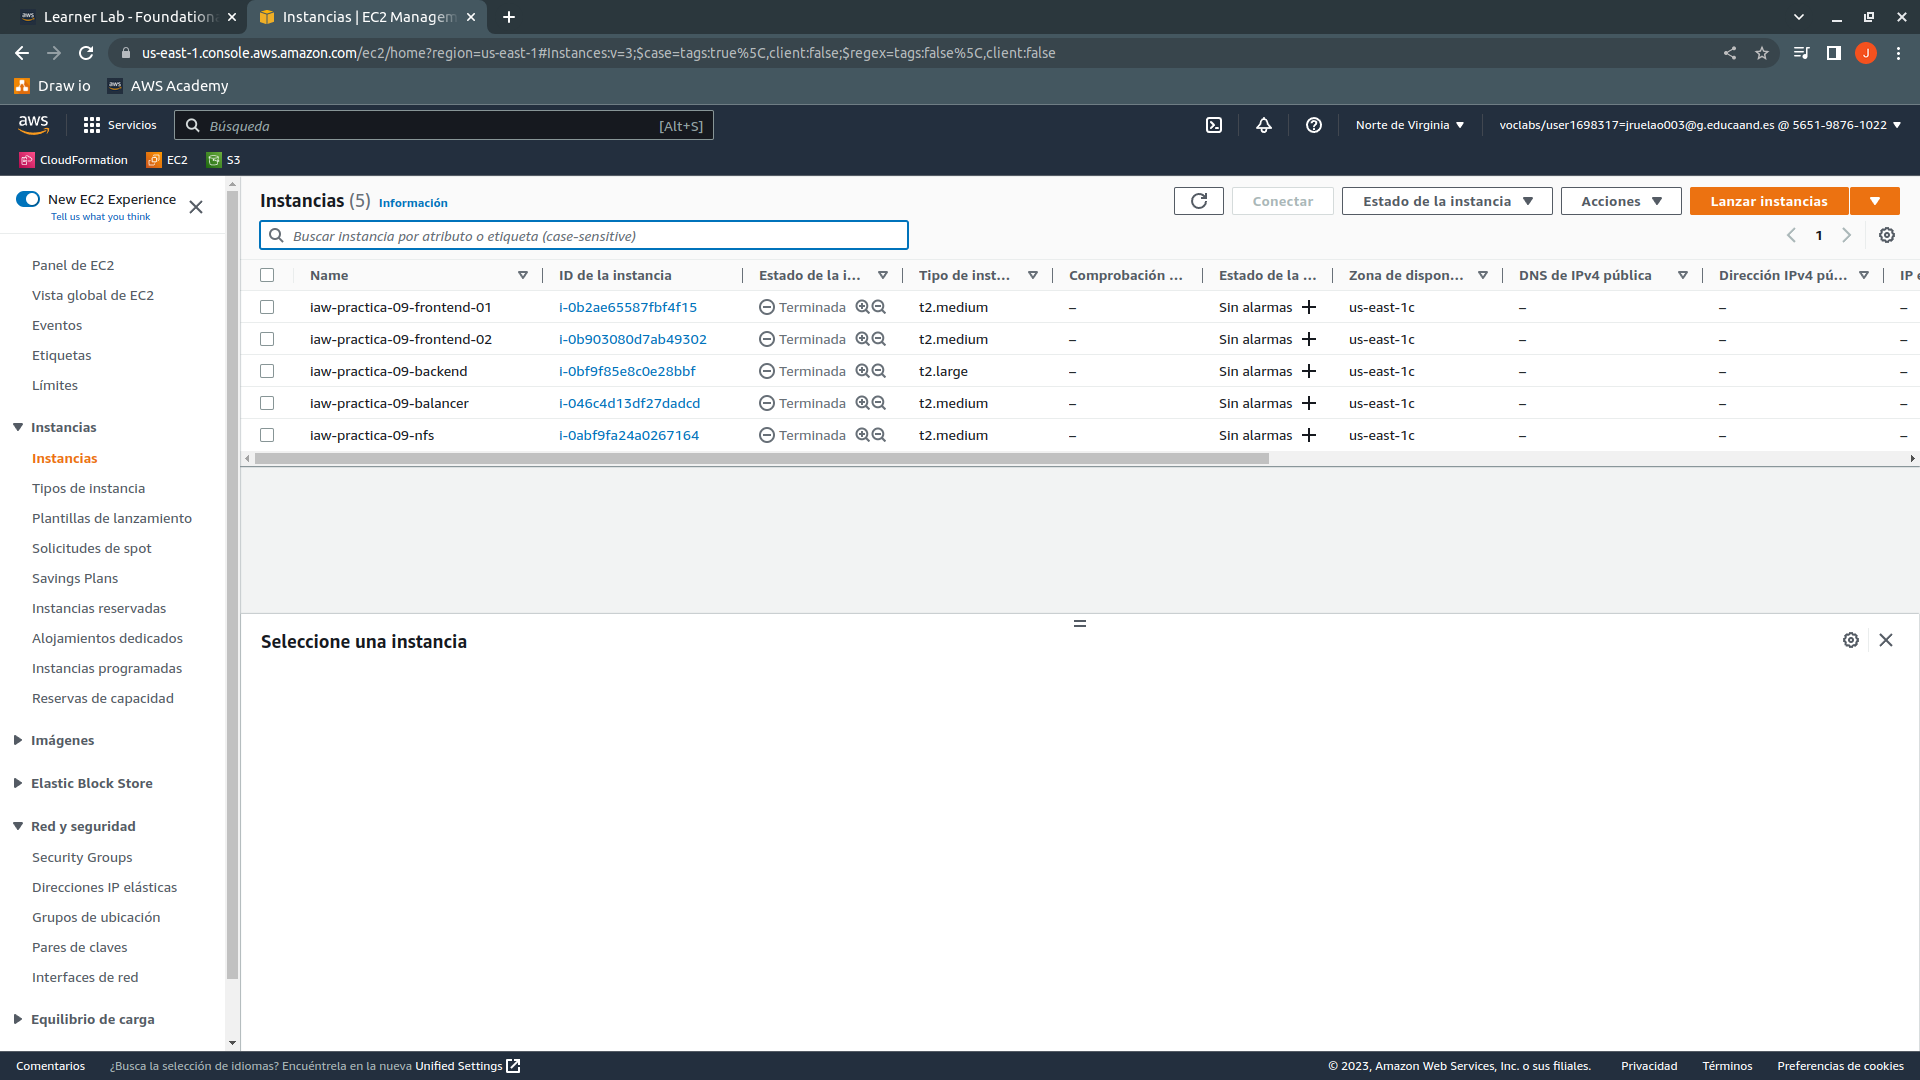 Learner Lab - Foundation
Instancias | EC2 Managem
us-east-1.console.aws.amazon.com/ec2/home?region=us-east-1#Instances:v=3;$case=tags:true%5C,client:false;$regex=tags:false%5C,client:false
J
Draw io
AWS Academy
aws
Servicios
Búsqueda
[Alt+S]
Norte de Virginia
voclabs/user1698317=jruelao003@g.educaand.es @ 5651-9876-1022
CloudFormation
EC2
S3
New EC2 Experience
Tell us what you think
Panel de EC2
Vista global de EC2
Eventos
Etiquetas
Límites
Instancias
Instancias
Tipos de instancia
Plantillas de lanzamiento
Solicitudes de spot
Savings Plans
Instancias reservadas
Alojamientos dedicados
Instancias programadas
Reservas de capacidad
Imágenes
Elastic Block Store
Red y seguridad
Security Groups
Direcciones IP elásticas
Grupos de ubicación
Pares de claves
Interfaces de red
Equilibrio de carga
Instancias (5) Información
Conectar
Estado de la instancia
Acciones
Lanzar instancias
Buscar instancia por atributo o etiqueta (case-sensitive)
1
Name ID de la instancia Estado de la i... Tipo de inst... Comprobación ... Estado de la ... Zona de dispon... DNS de IPv4 pública Dirección IPv4 pú... IP e
iaw-practica-09-frontend-01 i-0b2ae65587fbf4f15 Terminada t2.medium – Sin alarmas us-east-1c – – –
iaw-practica-09-frontend-02 i-0b903080d7ab49302 Terminada t2.medium – Sin alarmas us-east-1c – – –
iaw-practica-09-backend i-0bf9f85e8c0e28bbf Terminada t2.large – Sin alarmas us-east-1c – – –
iaw-practica-09-balancer i-046c4d13df27dadcd Terminada t2.medium – Sin alarmas us-east-1c – – –
iaw-practica-09-nfs i-0abf9fa24a0267164 Terminada t2.medium – Sin alarmas us-east-1c – – –
Seleccione una instancia
Comentarios
¿Busca la selección de idiomas? Encuéntrela en la nueva Unified Settings
© 2023, Amazon Web Services, Inc. o sus filiales.
Privacidad
Términos
Preferencias de cookies